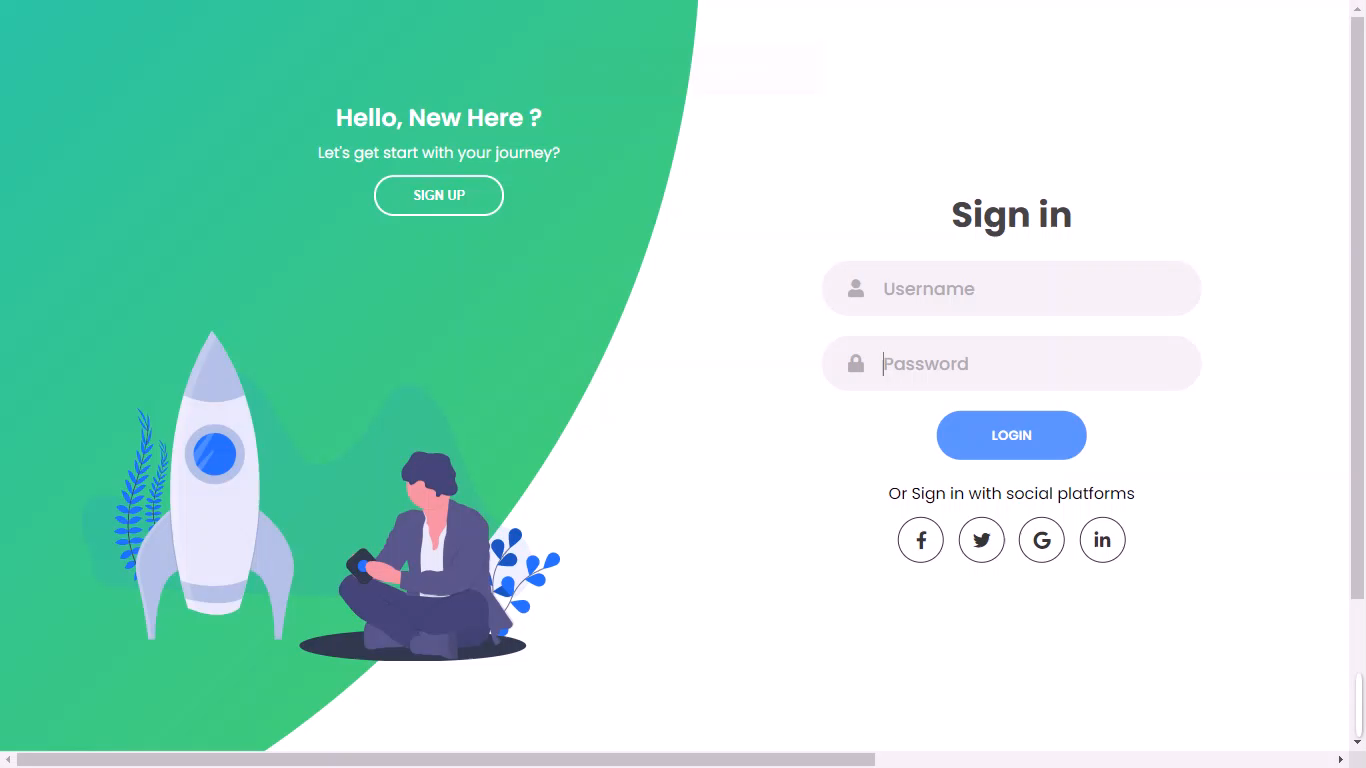 Hello, New Here ?
Let's get start with your journey?
SIGN UP
Sign in
Username
Password
LOGIN
Or Sign in with social platforms